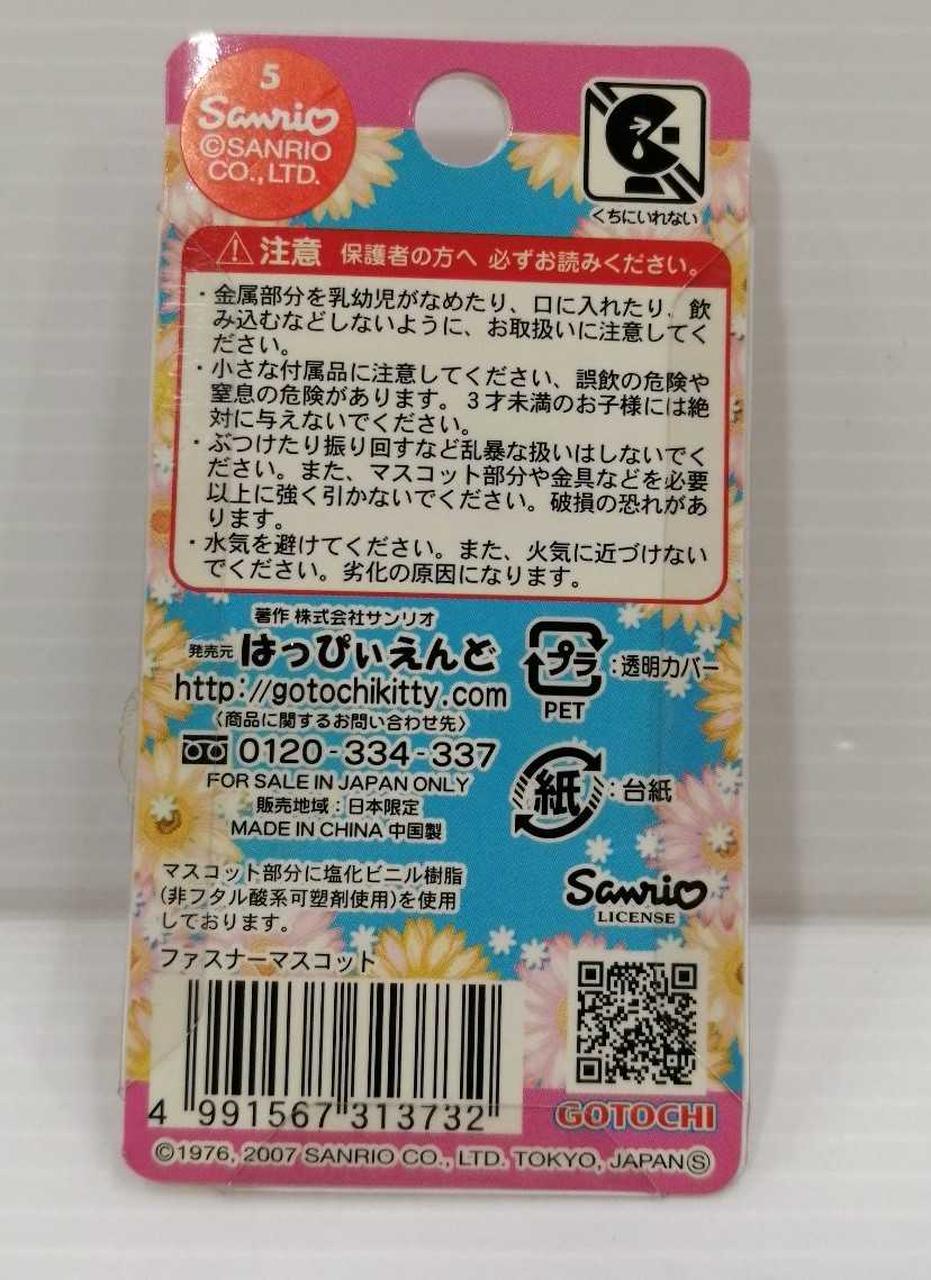 5
Sanrio
©SANRIO
CO., LTD.
くちにいれない
注意 保護者の方へ 必ずお読みください。
・金属部分を乳幼児がなめたり、口に入れたり、飲
み込むなどしないように、お取扱いに注意してく
ださい。
・小さな付属品に注意してください、誤飲の危険や
窒息の危険があります。3才未満のお子様には絶
対に与えないでください。
・ぶつけたり振り回すなど乱暴な扱いはしないでく
ださい。また、マスコット部分や金具などを必要
以上に強く引かないでください。破損の恐れがあ
ります。
・水気を避けてください。また、火気に近づけない
でください。劣化の原因になります。
著作 株式会社サンリオ
発売元 はっぴぃえんど
http://gotochikitty.com
〈商品に関するお問い合わせ先〉
0120-334-337
FOR SALE IN JAPAN ONLY
販売地域:日本限定
MADE IN CHINA 中国製
プラ:透明カバー
PET
紙:台紙
マスコット部分に塩化ビニル樹脂
(非フタル酸系可塑剤使用)を使用
しております。
Sanrio
LICENSE
ファスナーマスコット
4 991567 313732
GOTOCHI
©1976, 2007 SANRIO CO., LTD. TOKYO, JAPAN Ⓢ